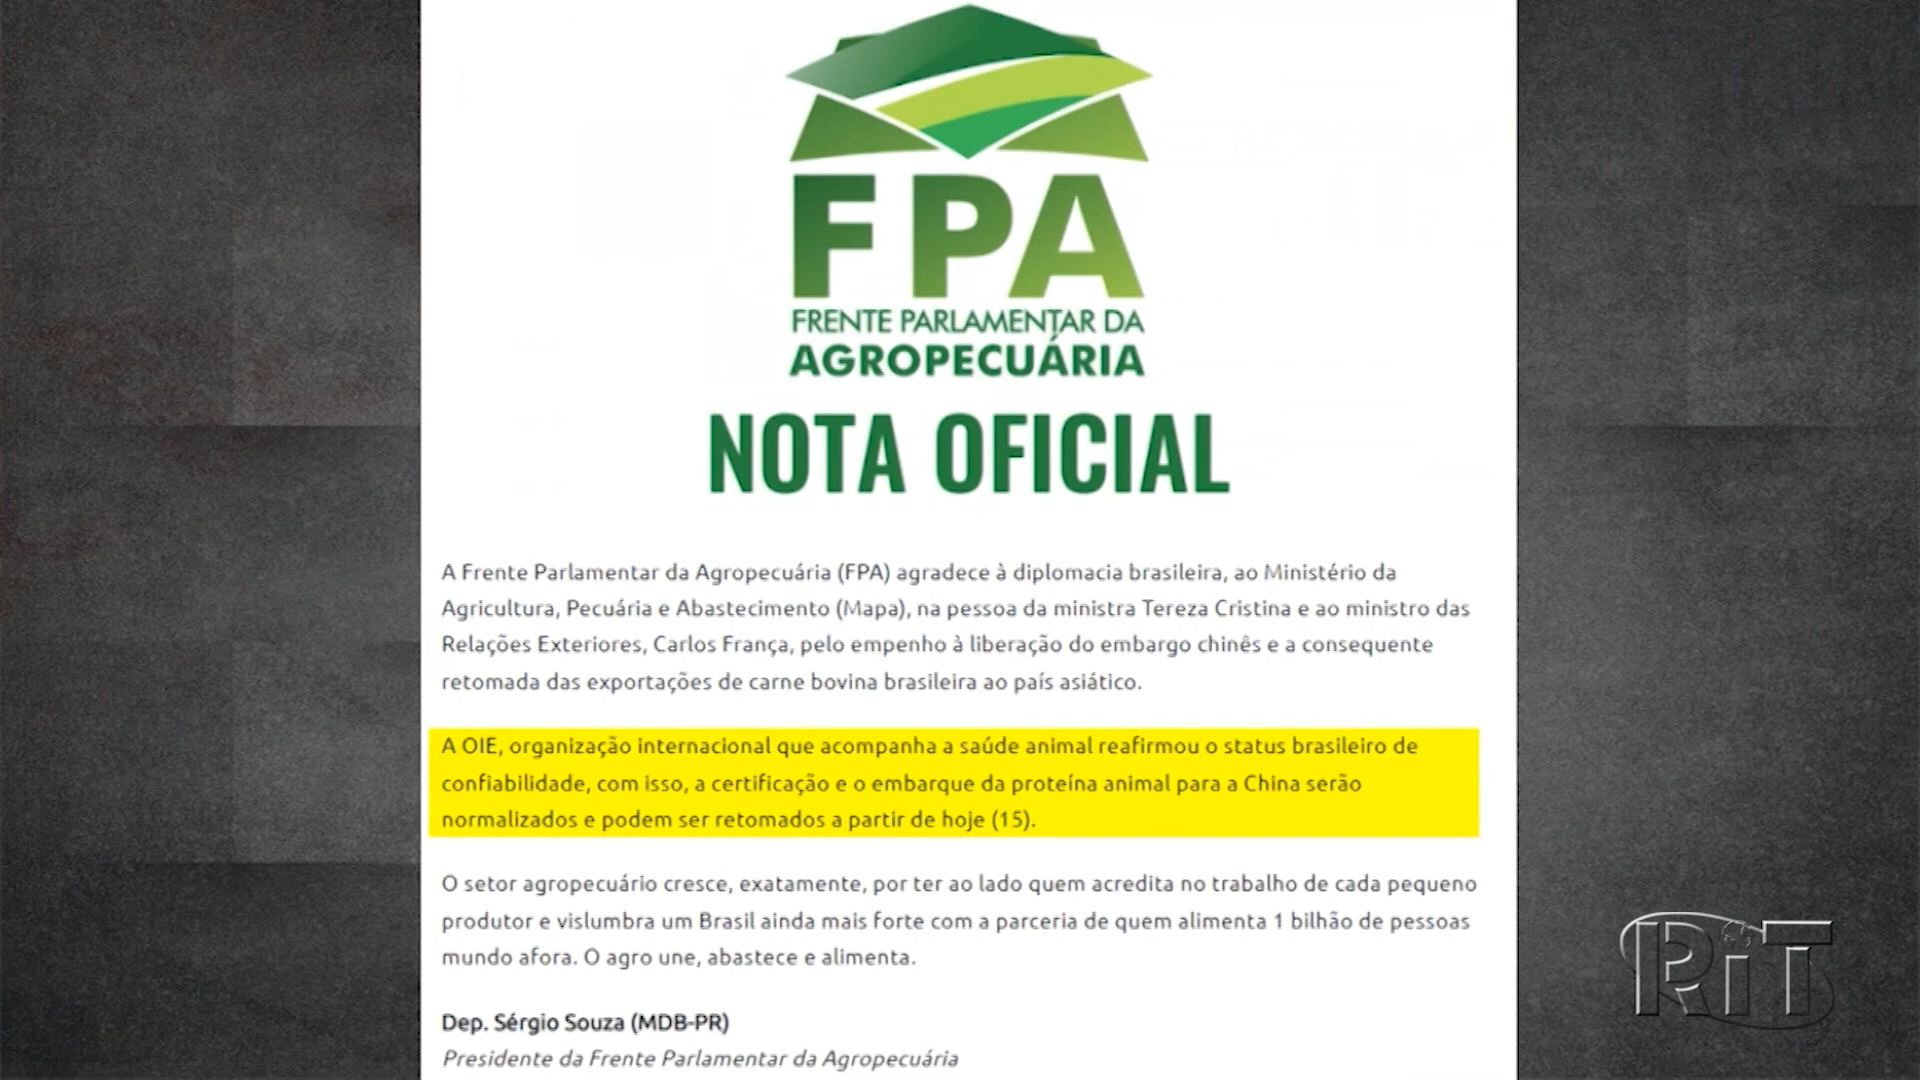 FPA
FRENTE PARLAMENTAR DA
AGROPECUÁRIA
NOTA OFICIAL
A Frente Parlamentar da Agropecuária (FPA) agradece à diplomacia brasileira, ao Ministério da
Agricultura, Pecuária e Abastecimento (Mapa), na pessoa da ministra Tereza Cristina e ao ministro das
Relações Exteriores, Carlos França, pelo empenho à liberação do embargo chinês e a consequente
retomada das exportações de carne bovina brasileira ao país asiático.
A OIE, organização internacional que acompanha a saúde animal reafirmou o status brasileiro de
confiabilidade, com isso, a certificação e o embarque da proteína animal para a China serão
normalizados e podem ser retomados a partir de hoje (15).
O setor agropecuário cresce, exatamente, por ter ao lado quem acredita no trabalho de cada pequeno
produtor e vislumbra um Brasil ainda mais forte com a parceria de quem alimenta 1 bilhão de pessoas
mundo afora. O agro une, abastece e alimenta.
Dep. Sérgio Souza (MDB-PR)
Presidente da Frente Parlamentar da Agropecuária
RiT